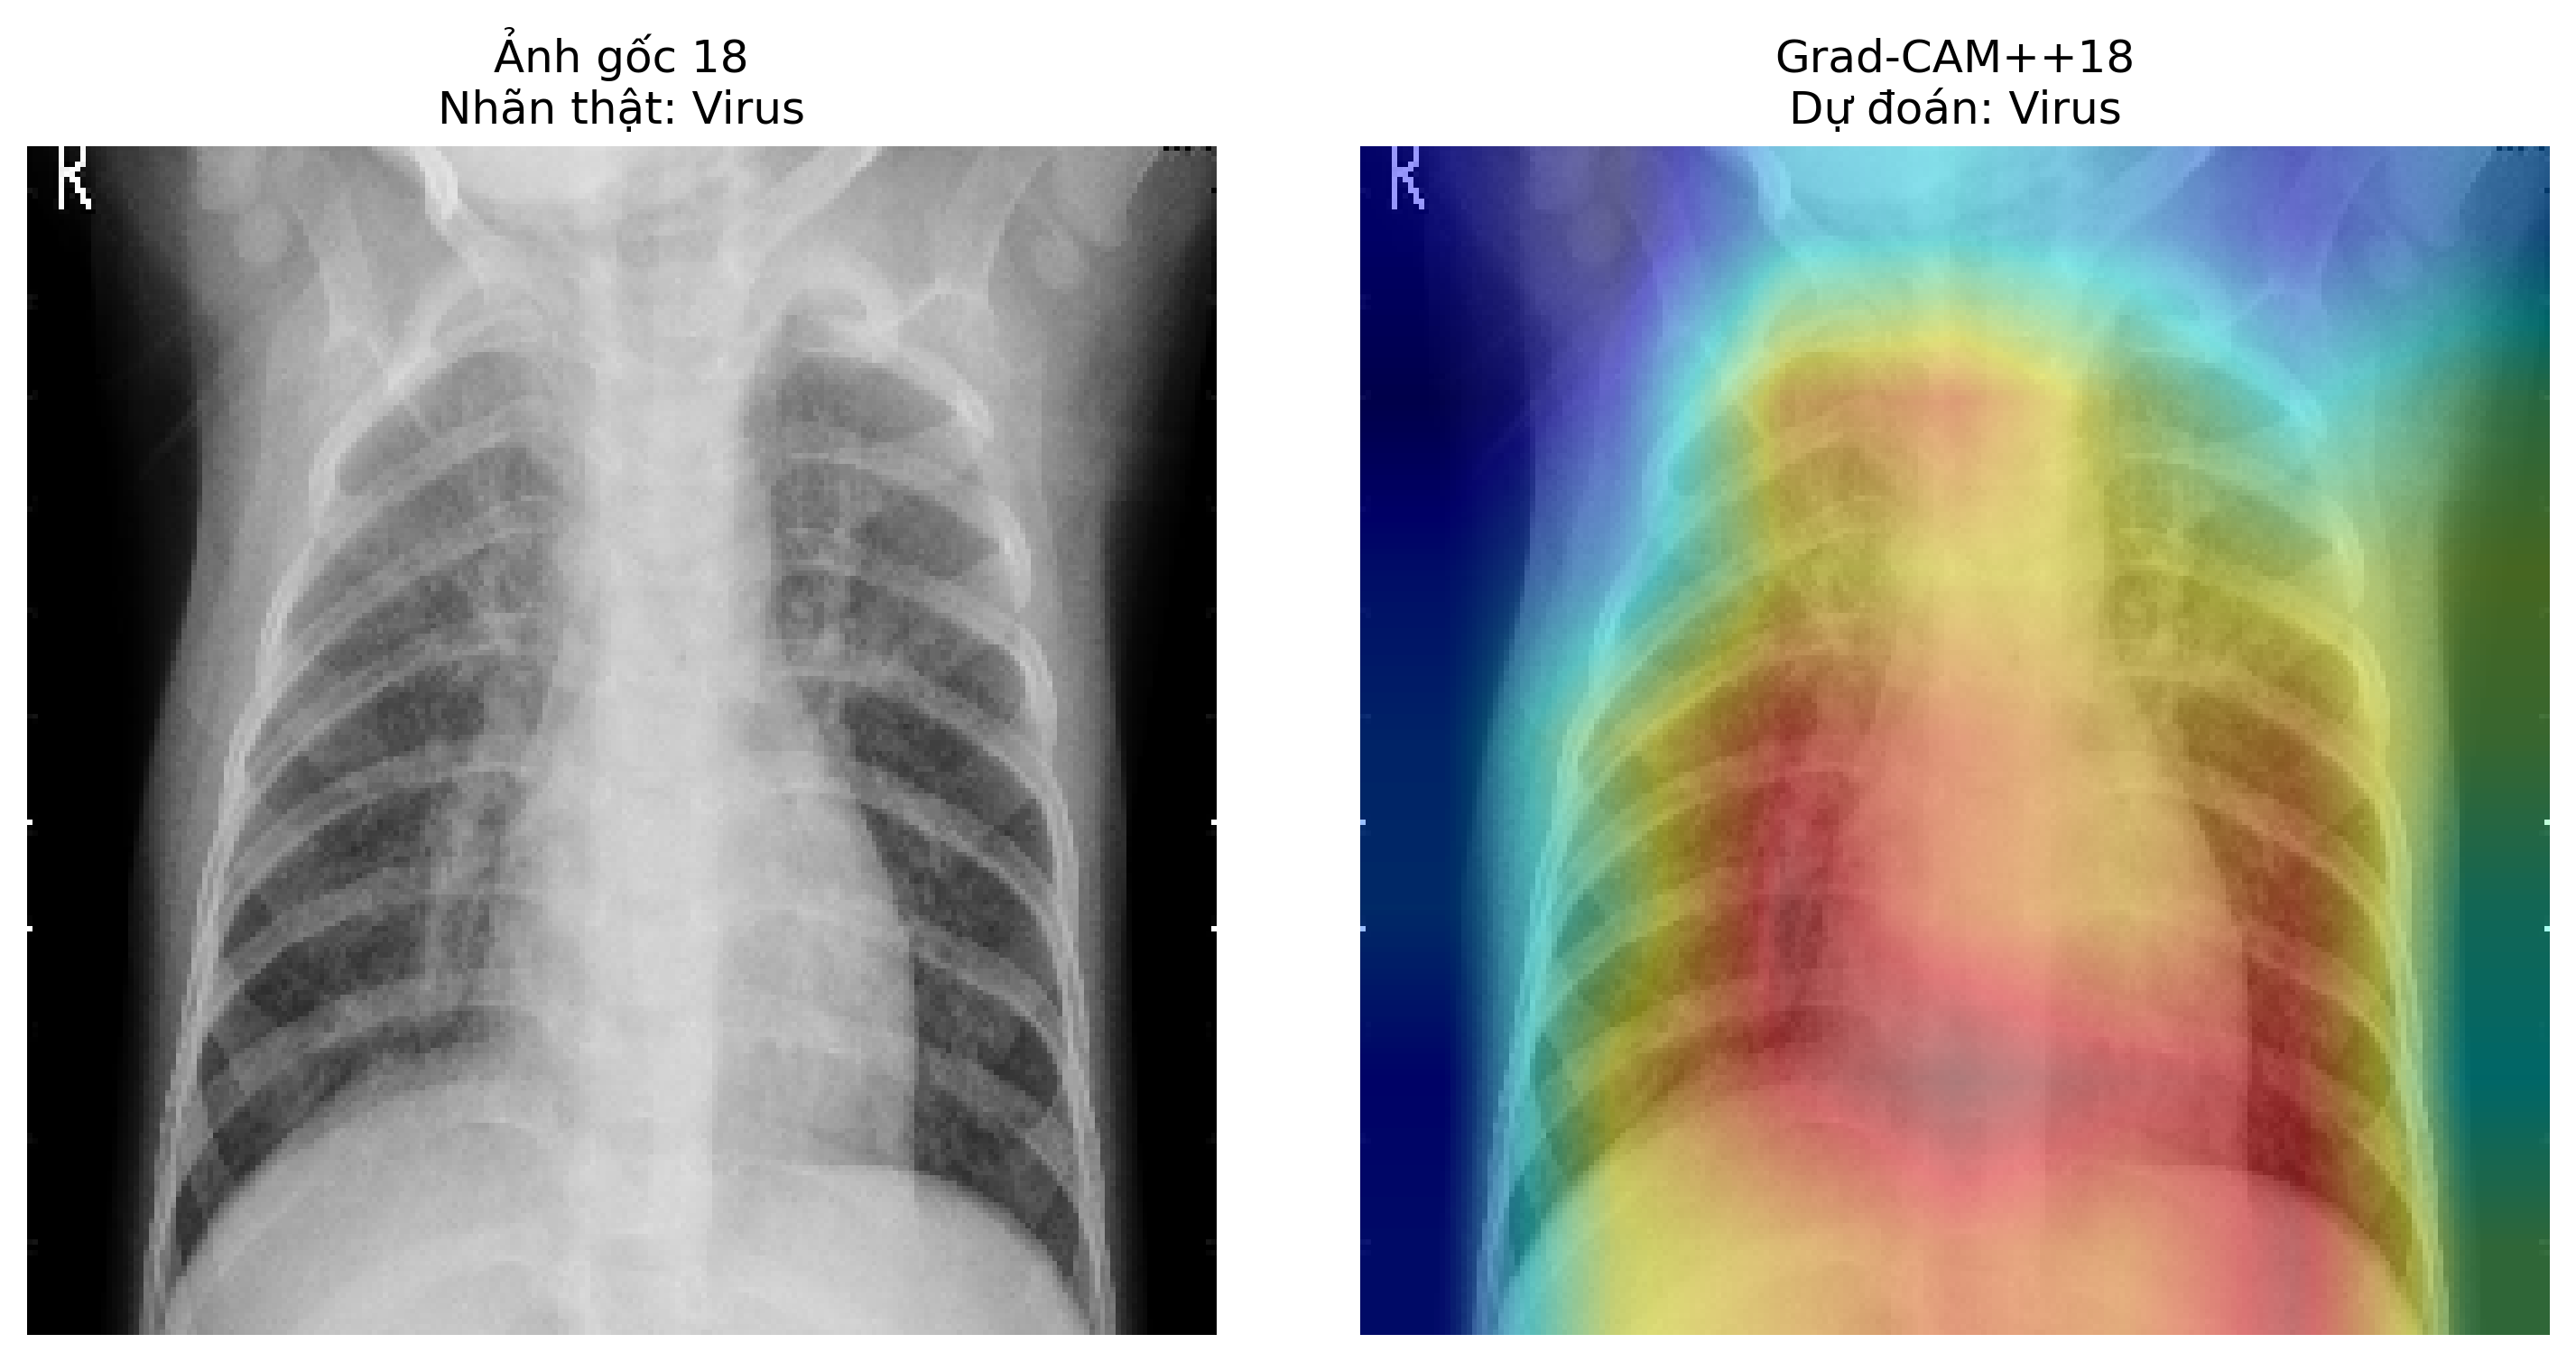 Ảnh gốc 18
Nhãn thật: Virus
Grad-CAM++18
Dự đoán: Virus
R
R